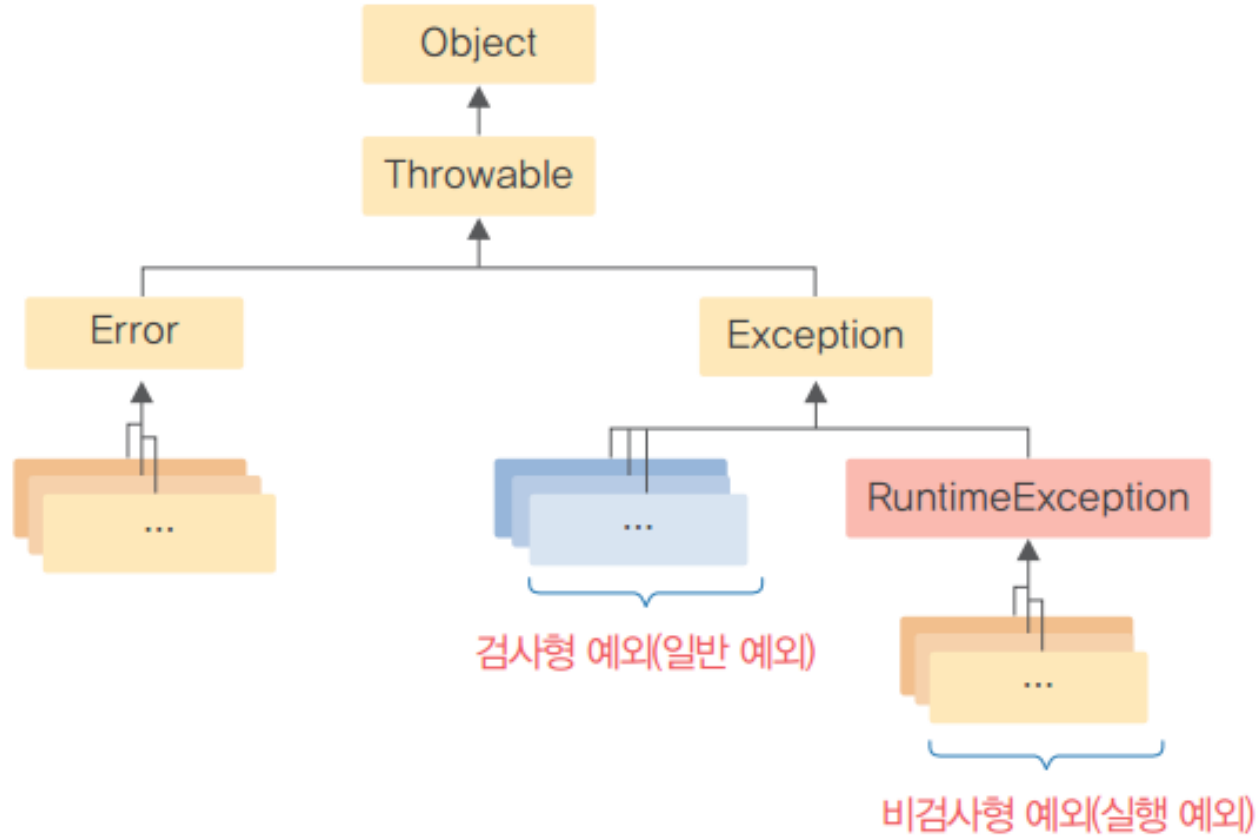 Object
Throwable
Error
Exception
...
...
RuntimeException
검사형 예외(일반 예외)
...
비검사형 예외(실행 예외)